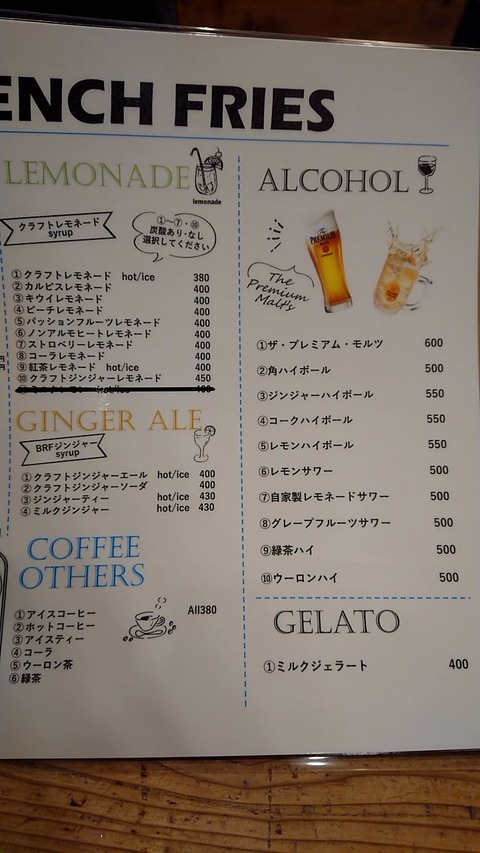 ENCH FRIES
LEMONADE
lemonade
クラフトレモネード
syrup
①〜⑦・⑩
炭酸あり・なし
選択してください
①クラフトレモネード hot/ice 380
②カルピスレモネード 400
③キウイレモネード 400
④ピーチレモネード 400
⑤パッションフルーツレモネード 400
⑥ノンアルモヒートレモネード 400
⑦ストロベリーレモネード 400
⑧コーラレモネード 400
⑨紅茶レモネード hot/ice 400
⑩クラフトジンジャーレモネード 450
GINGER ALE
BRFジンジャー
syrup
①クラフトジンジャーエール hot/ice 400
②クラフトジンジャーソーダ 400
③ジンジャーティー hot/ice 430
④ミルクジンジャー hot/ice 430
COFFEE
OTHERS
All380
①アイスコーヒー
②ホットコーヒー
③アイスティー
④コーラ
⑤ウーロン茶
⑥緑茶
ALCOHOL
The
PREMIUM
MALT'S
The
Premium
Malt's
①ザ・プレミアム・モルツ 600
②角ハイボール 500
③ジンジャーハイボール 550
④コークハイボール 550
⑤レモンハイボール 550
⑥レモンサワー 500
⑦自家製レモネードサワー 500
⑧グレープフルーツサワー 500
⑨緑茶ハイ 500
⑩ウーロンハイ 500
GELATO
①ミルクジェラート 400